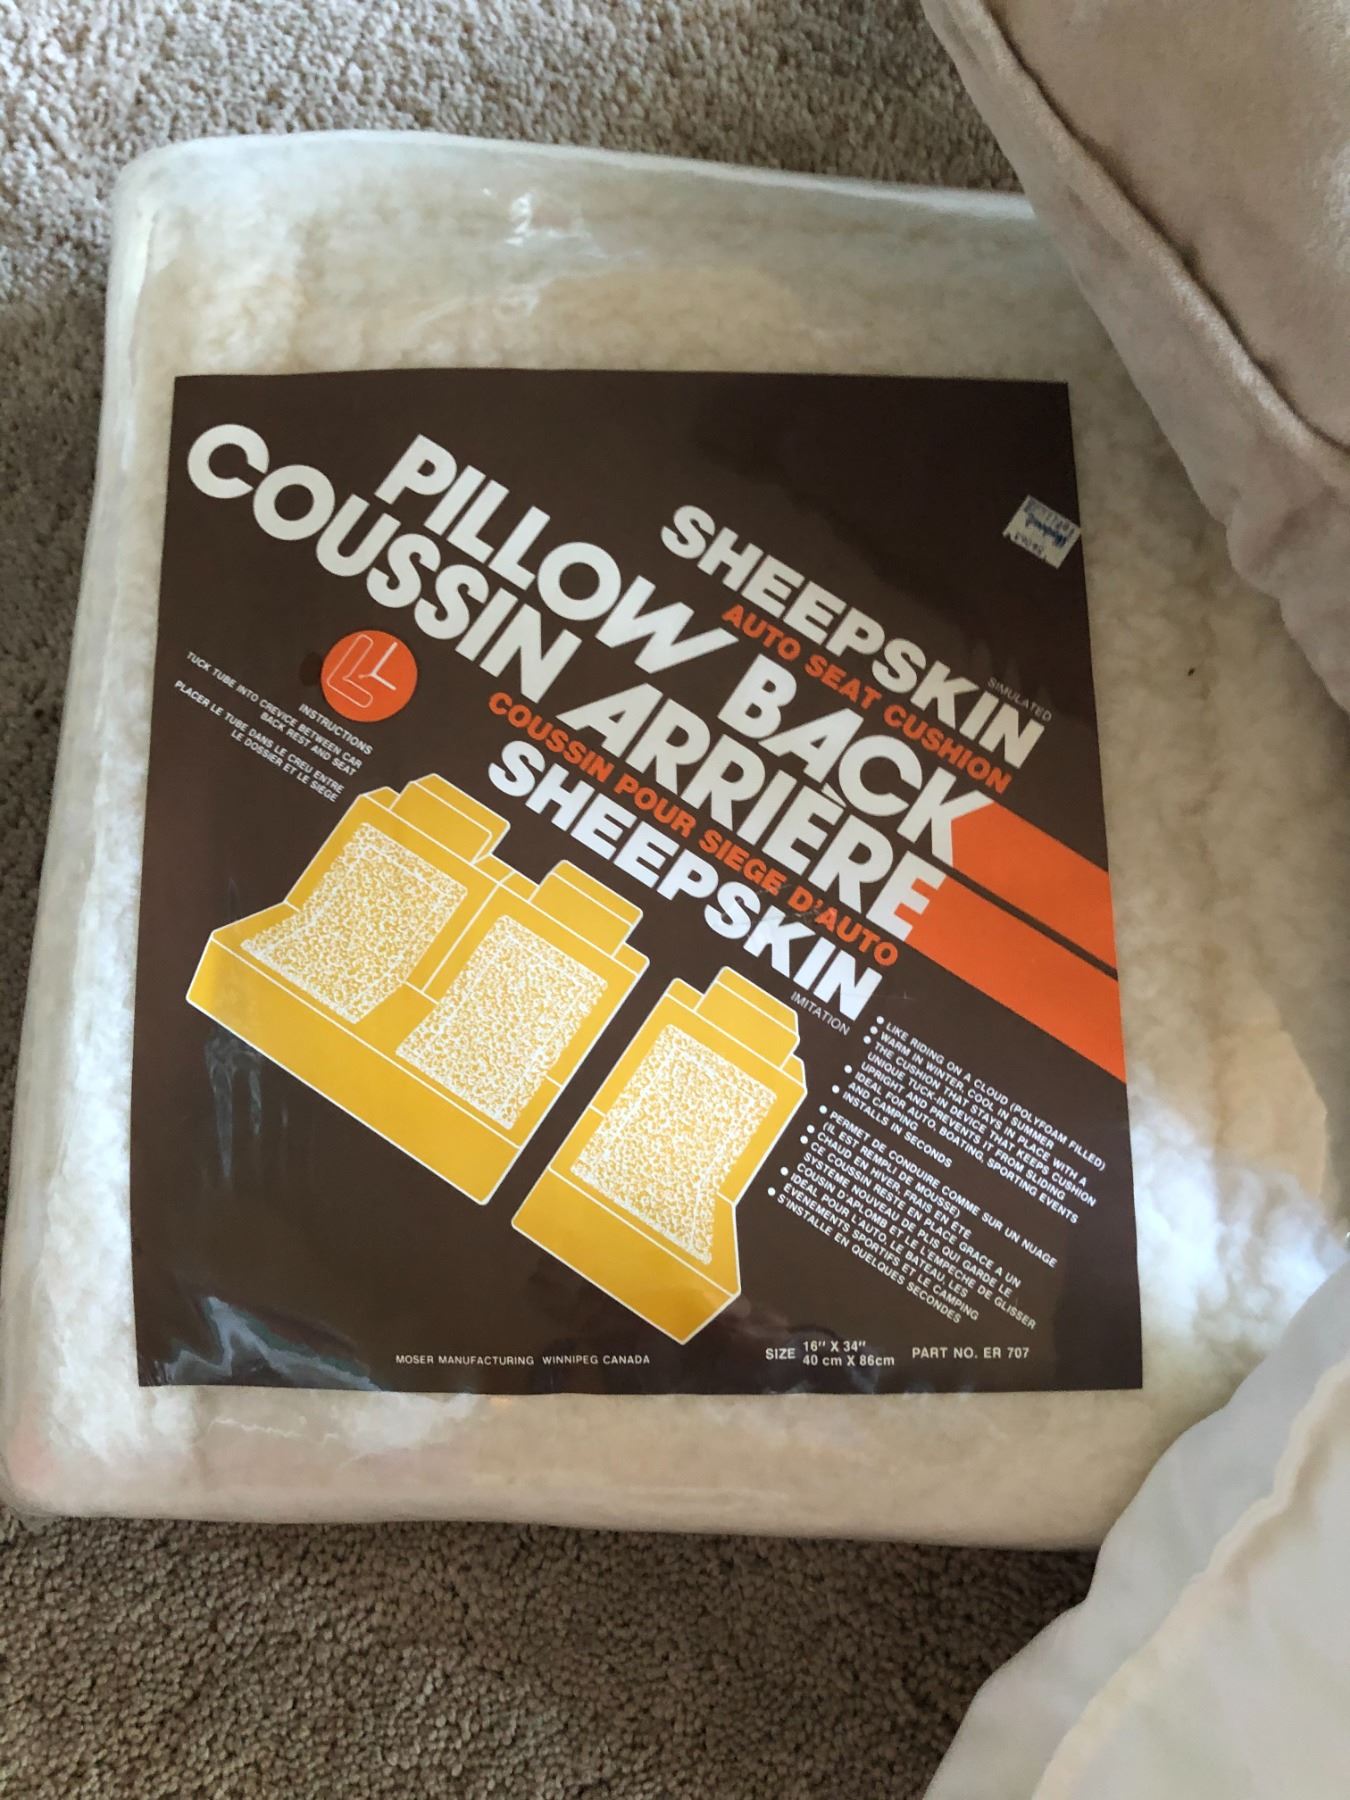 SHEEPSKIN
SIMULATED
AUTO SEAT CUSHION
PILLOW BACK
COUSSIN ARRIÈRE
COUSSIN POUR SIEGE D'AUTO
SHEEPSKIN
IMITATION
INSTRUCTIONS
TUCK TUBE INTO CREVICE BETWEEN CAR
BACK REST AND SEAT
PLACER LE TUBE DANS LE CREU ENTRE
LE DOSSIER ET LE SIÈGE
• LIKE RIDING ON A CLOUD (POLYFOAM FILLED)
• WARM IN WINTER, COOL IN SUMMER
• THE CUSHION THAT STAYS IN PLACE WITH A
UNIQUE TUCK-IN DEVICE THAT KEEPS CUSHION
UPRIGHT AND PREVENTS IT FROM SLIDING
• IDEAL FOR AUTO, BOATING, SPORTING EVENTS
AND CAMPING
• INSTALLS IN SECONDS
• PERMET DE CONDUIRE COMME SUR UN NUAGE
(IL EST REMPLI DE MOUSSE)
• CHAUD EN HIVER, FRAIS EN ÉTE
• CE COUSSIN RESTE EN PLACE GRACE A UN
SYSTEME NOUVEAU DE PLIS QUI GARDE LE
COUSIN D'APLOMB ET LE L'EMPECHE DE GLISSER
• IDEAL POUR L'AUTO, LE BATEAU, LES
EVENEMENTS SPORTIFS ET LE CAMPING
• S'INSTALLE EN QUELQUES SECONDES
MOSER MANUFACTURING WINNIPEG CANADA
SIZE 16" X 34"
40 cm X 86cm
PART NO. ER 707